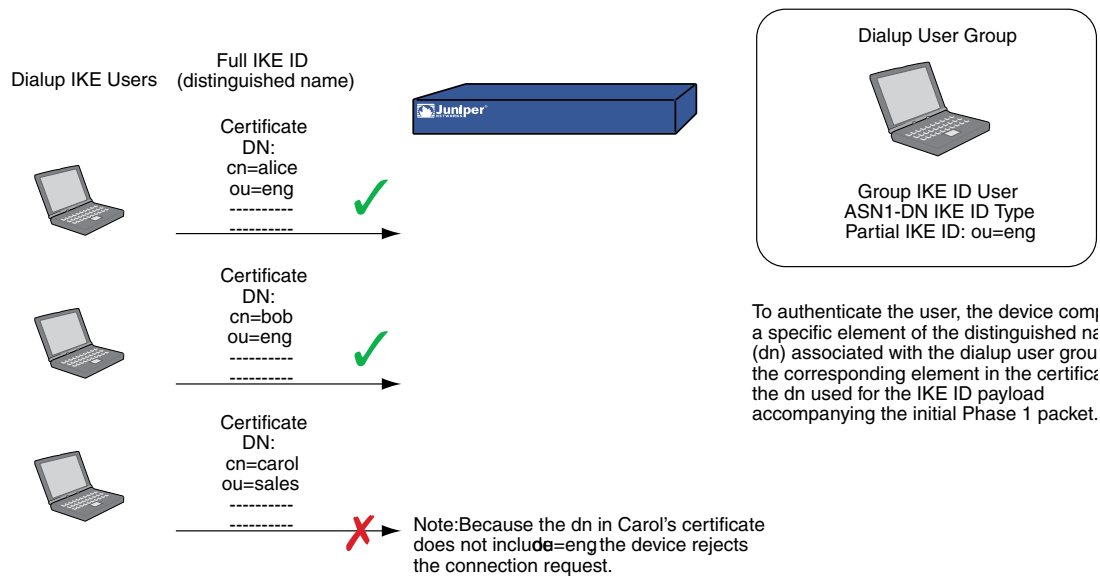 Dialup IKE Users
Full IKE ID
(distinguished name)
Certificate
DN:
cn=alice
ou=eng
----------
----------
Certificate
DN:
cn=bob
ou=eng
----------
----------
Certificate
DN:
cn=carol
ou=sales
----------
----------
Juniper
NETWORKS
Note:Because the dn in Carol's certificate
does not include ou=eng, the device rejects
the connection request.
Dialup User Group
Group IKE ID User
ASN1-DN IKE ID Type
Partial IKE ID: ou=eng
To authenticate the user, the device comp
a specific element of the distinguished na
(dn) associated with the dialup user grou
the corresponding element in the certifica
the dn used for the IKE ID payload
accompanying the initial Phase 1 packet.